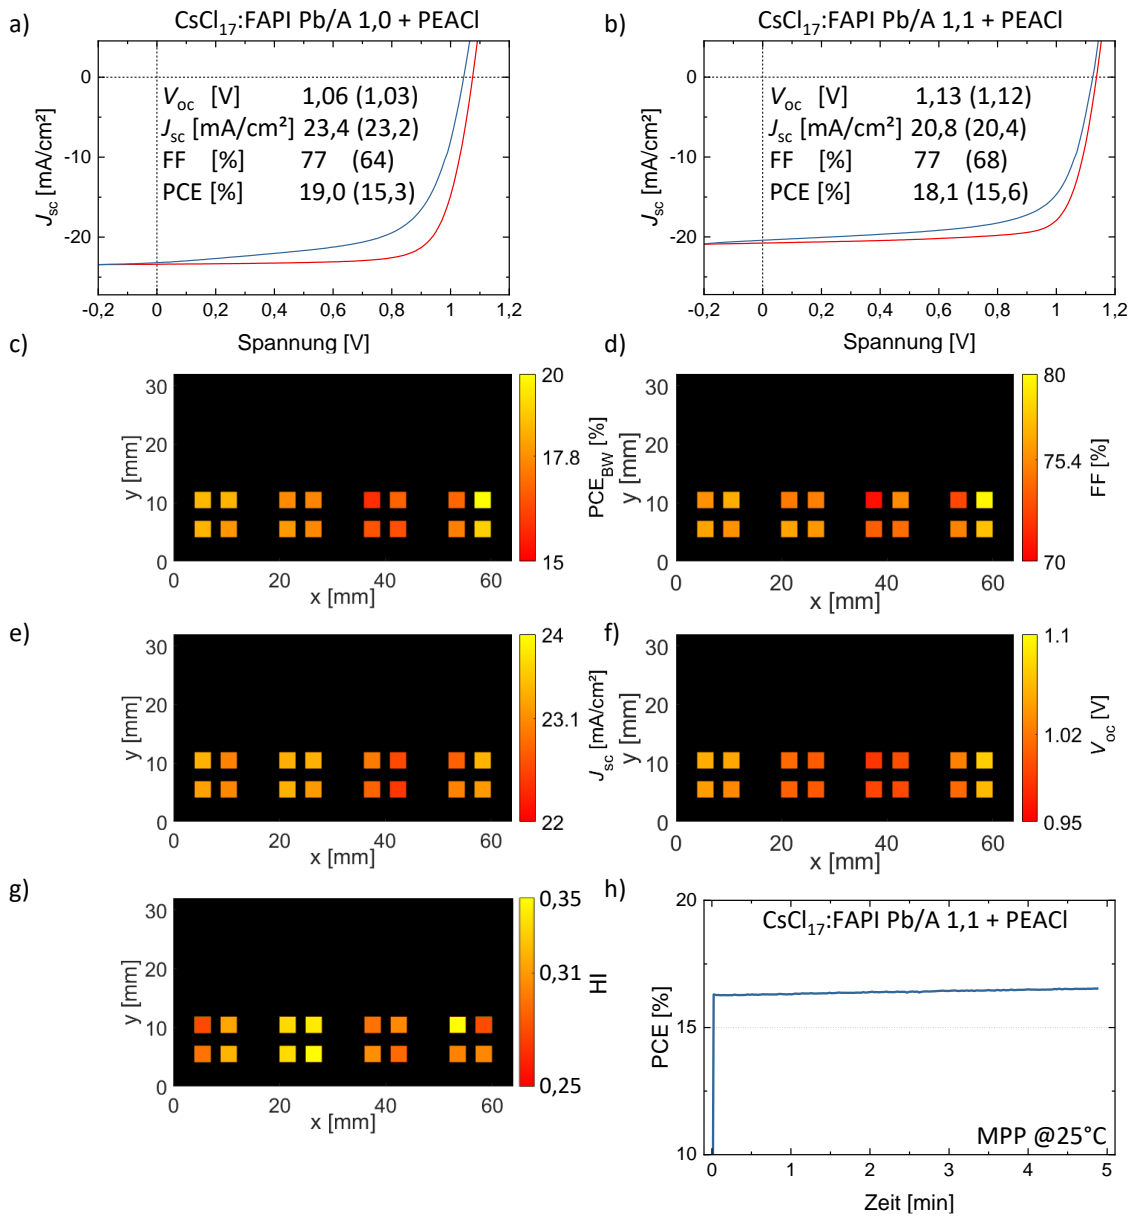 a)
CsCl₁₇:FAPI Pb/A 1,0 + PEACl
0
-10
-20
J_sc [mA/cm²]
V_oc [V] 1,06 (1,03)
J_sc [mA/cm²] 23,4 (23,2)
FF [%] 77 (64)
PCE [%] 19,0 (15,3)
-0,2 0 0,2 0,4 0,6 0,8 1 1,2
Spannung [V]
b)
CsCl₁₇:FAPI Pb/A 1,1 + PEACl
0
-10
-20
J_sc [mA/cm²]
V_oc [V] 1,13 (1,12)
J_sc [mA/cm²] 20,8 (20,4)
FF [%] 77 (68)
PCE [%] 18,1 (15,6)
-0,2 0 0,2 0,4 0,6 0,8 1 1,2
Spannung [V]
c)
30
20
10
0
y [mm]
0 20 40 60
x [mm]
20
17.8
15
PCE_BW [%]
d)
30
20
10
0
y [mm]
0 20 40 60
x [mm]
80
75.4
70
FF [%]
e)
30
20
10
0
y [mm]
0 20 40 60
x [mm]
24
23.1
22
J_sc [mA/cm²]
f)
30
20
10
0
y [mm]
0 20 40 60
x [mm]
1.1
1.02
0.95
V_oc [V]
g)
30
20
10
0
y [mm]
0 20 40 60
x [mm]
0,35
0,31
0,25
HI
h)
CsCl₁₇:FAPI Pb/A 1,1 + PEACl
20
15
10
PCE [%]
MPP @25°C
0 1 2 3 4 5
Zeit [min]